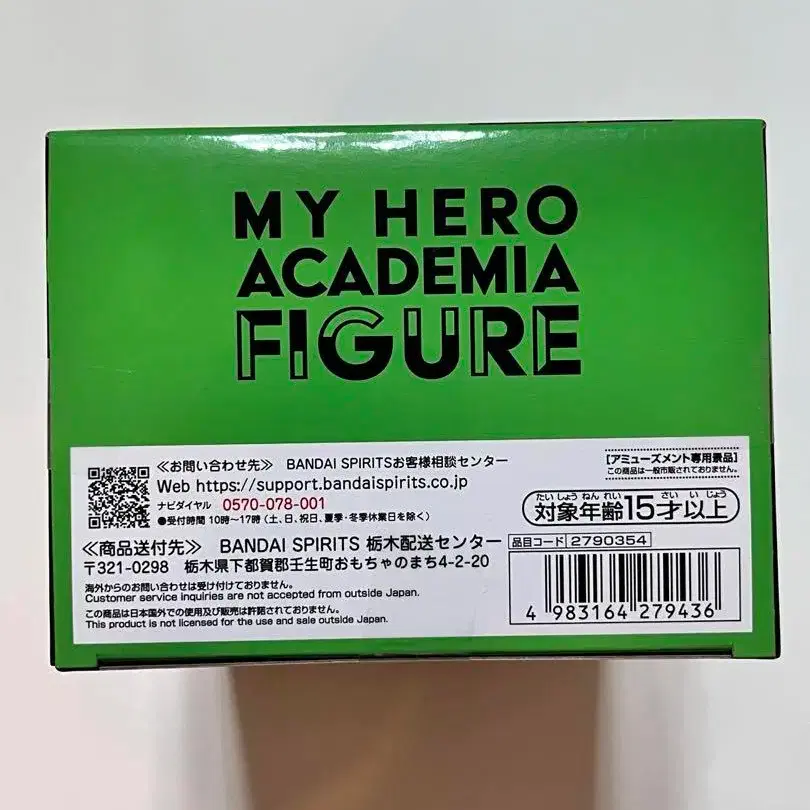 MY HERO
ACADEMIA
FIGURE
≪お問い合わせ先≫ BANDAI SPIRITSお客様相談センター
Web https://support.bandaispirits.co.jp
ナビダイヤル 0570-078-001
●受付時間 10時～17時 (土、日、祝日、夏季・冬季休業日を除く)
[アミューズメント専用景品]
この商品は一般市販されておりません。
たいしょうねんれい さい いじょう
対象年齢15才以上
≪商品送付先≫ BANDAI SPIRITS 栃木配送センター
〒321-0298 栃木県下都賀郡壬生町おもちゃのまち4-2-20
品目コード 2790354
海外からのお問い合わせは受け付けておりません。
Customer service inquiries are not accepted from outside Japan.
この商品は日本国外での使用及び販売は許諾されておりません。
This product is not licensed for the use and sale outside Japan.
4 983164 279436